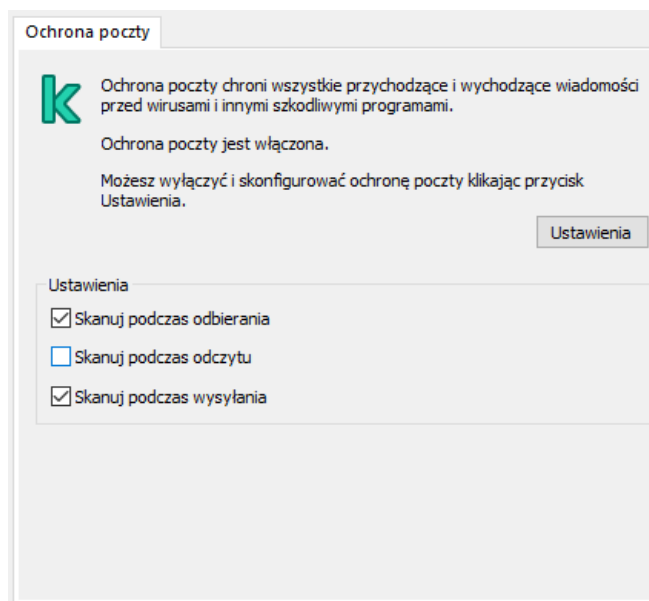 Ochrona poczty
Ochrona poczty chroni wszystkie przychodzące i wychodzące wiadomości
przed wirusami i innymi szkodliwymi programami.
Ochrona poczty jest włączona.
Możesz wyłączyć i skonfigurować ochronę poczty klikając przycisk
Ustawienia.
Ustawienia
Ustawienia
Skanuj podczas odbierania
Skanuj podczas odczytu
Skanuj podczas wysyłania